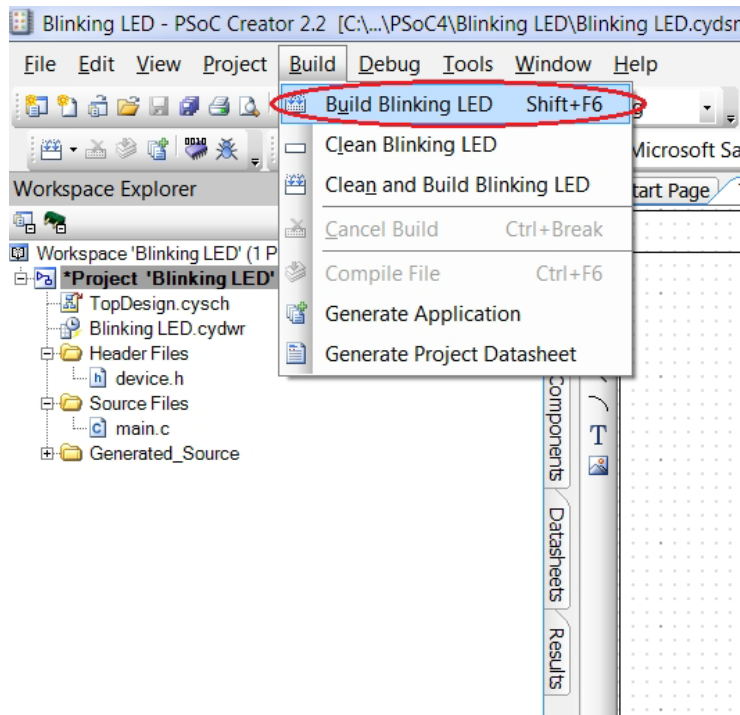 Blinking LED - PSoC Creator 2.2 [C:\...\PSoC4\Blinking LED\Blinking LED.cydsn
File Edit View Project Build Debug Tools Window Help
Build Blinking LED Shift+F6
Clean Blinking LED
Microsoft Sa
Workspace Explorer
Clean and Build Blinking LED
tart Page
Cancel Build Ctrl+Break
Workspace 'Blinking LED' (1 P
*Project 'Blinking LED'
Compile File Ctrl+F6
TopDesign.cysch
Generate Application
Blinking LED.cydwr
Header Files
Generate Project Datasheet
device.h
Source Files
main.c
Generated_Source
Components
T
Datasheets
Results